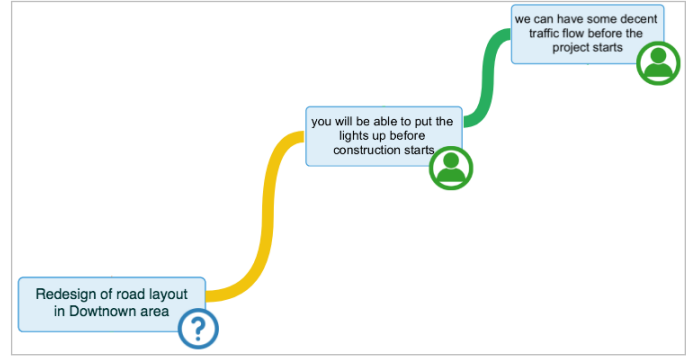 we can have some decent
traffic flow before the
project starts
you will be able to put the
lights up before
construction starts
Redesign of road layout
in Dowtnown area
?